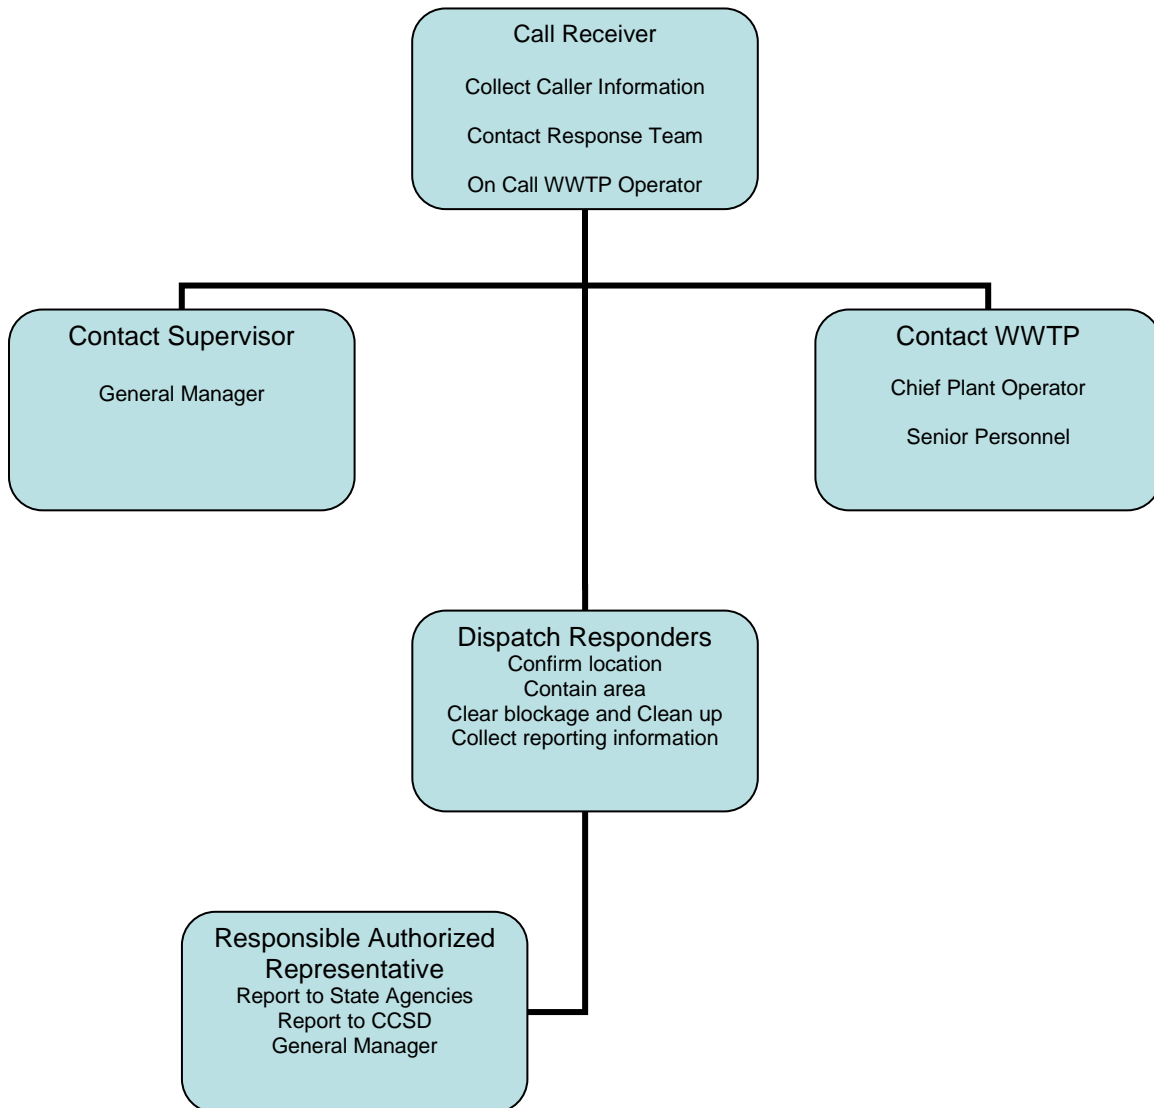 Call Receiver
Collect Caller Information
Contact Response Team
On Call WWTP Operator
Contact Supervisor
General Manager
Contact WWTP
Chief Plant Operator
Senior Personnel
Dispatch Responders
Confirm location
Contain area
Clear blockage and Clean up
Collect reporting information
Responsible Authorized
Representative
Report to State Agencies
Report to CCSD
General Manager